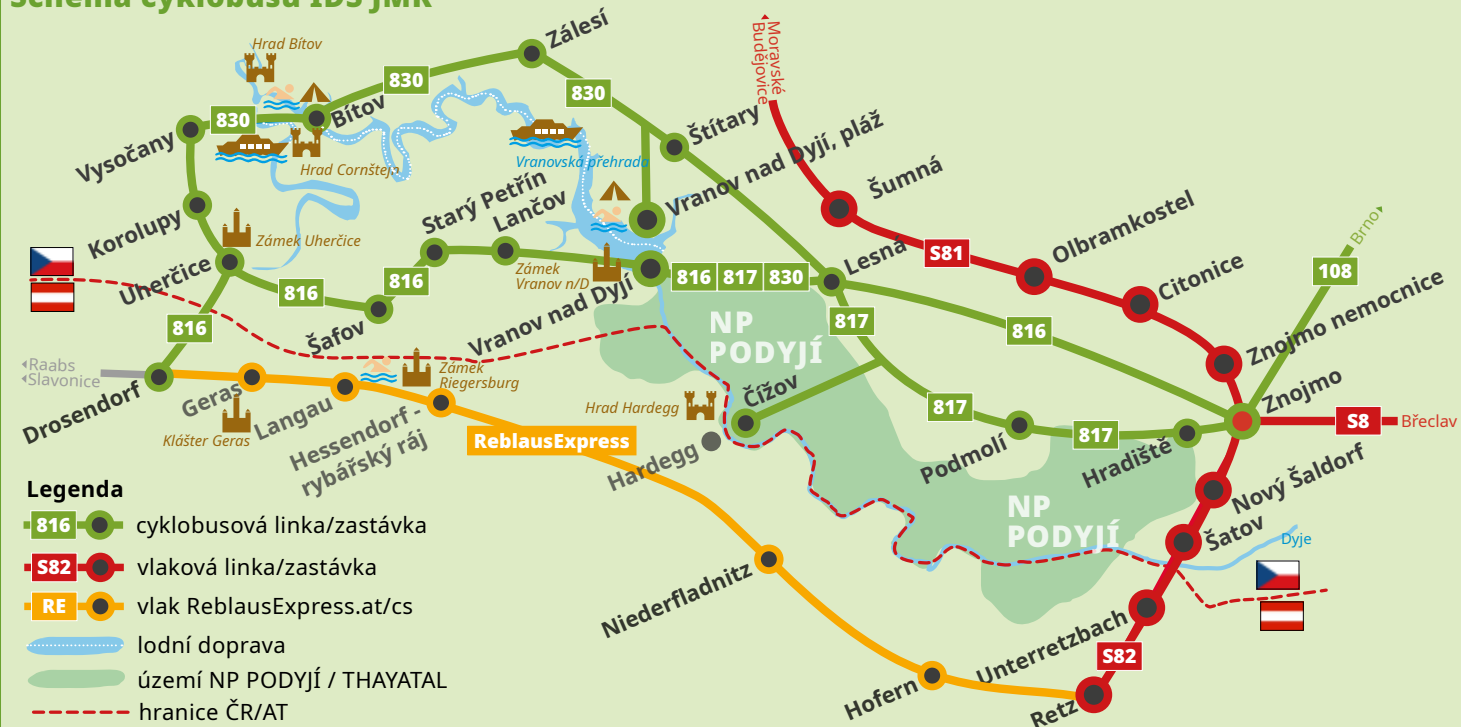 Schéma cyklobusů IDS JMK
Hrad Bítov
Zálesí
Moravské
Budějovice
830
830
830
Bítov
Vysočany
Štítary
Hrad Cornštejn
Vranovská přehrada
Vranov nad Dyjí, pláž
Šumná
Starý Petřín
Lančov
Korolupy
Zámek Uherčice
Olbramkostel
Brno
Uherčice
Lesná
S81
108
Zámek
Vranov n/D
816
816
816 817 830
Citonice
Vranov nad Dyjí
816
Šafov
NP
PODYJÍ
817
816
Znojmo nemocnice
Raabs
Slavonice
Zámek
Riegersburg
Drosendorf
Geras
Langau
Klášter Geras
Hessendorf -
rybářský ráj
ReblausExpress
Hrad Hardegg
Čížov
Hardegg
817
817
Podmolí
Hradiště
Znojmo
S8
Břeclav
Nový Šaldorf
NP
PODYJÍ
Šatov
Dyje
Legenda
816 cyklobusová linka/zastávka
S82 vlaková linka/zastávka
RE vlak ReblausExpress.at/cs
lodní doprava
území NP PODYJÍ / THAYATAL
hranice ČR/AT
Niederfladnitz
Unterretzbach
S82
Hofern
Retz